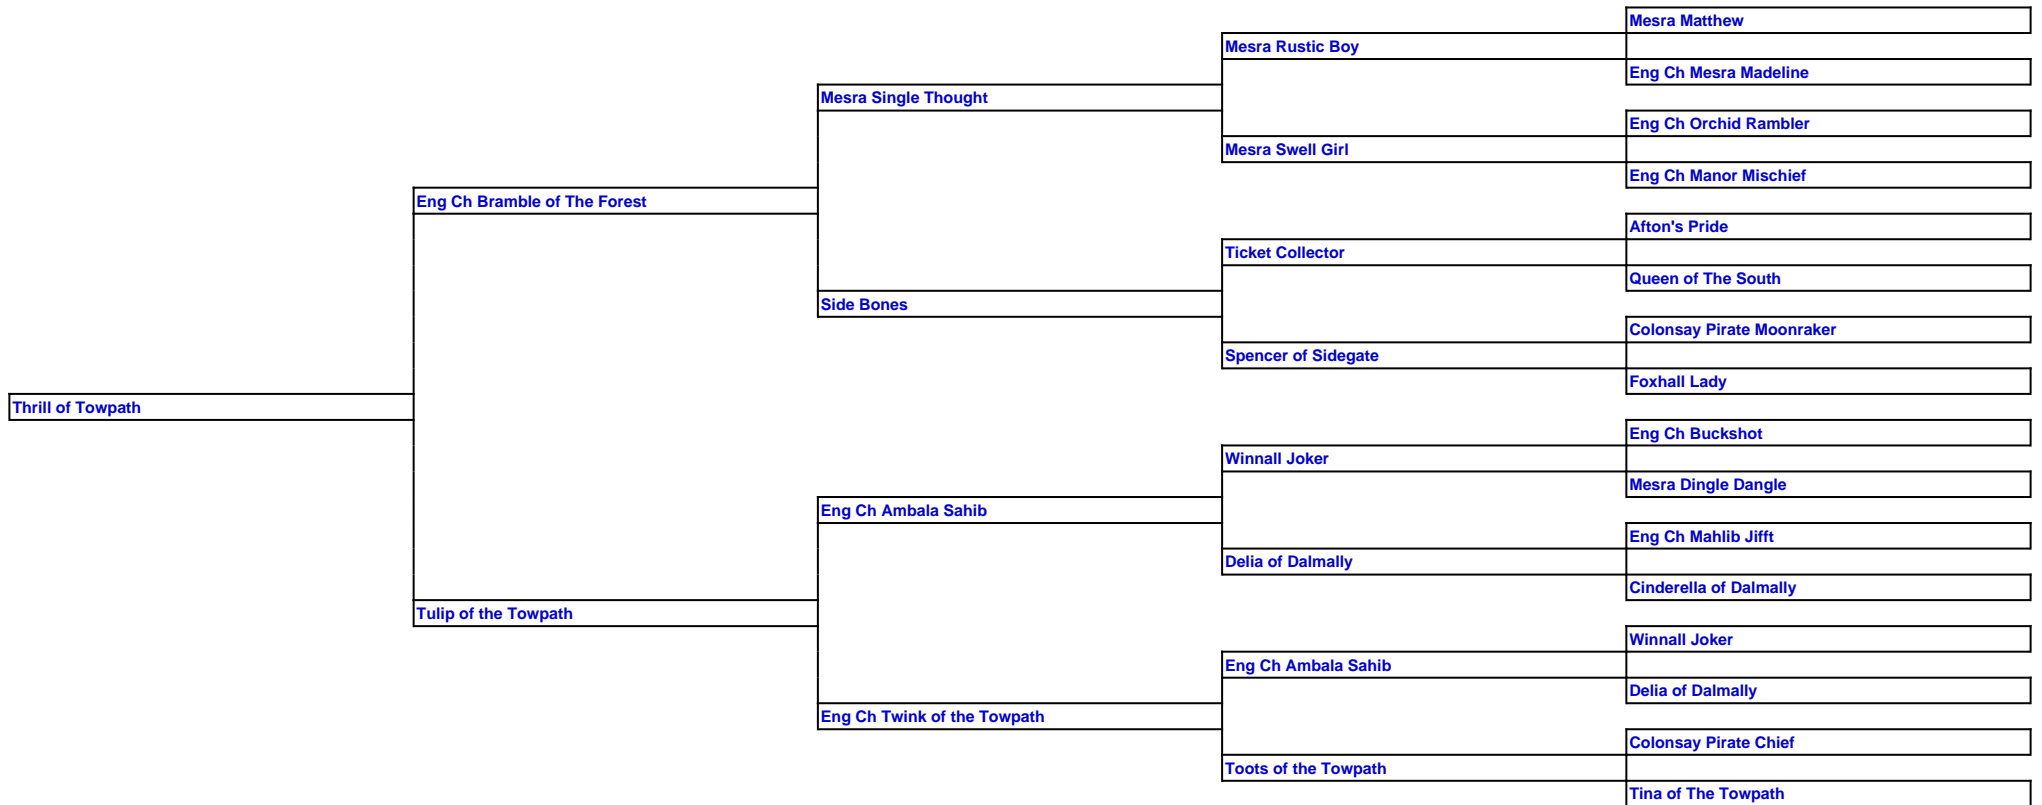 Mesra Matthew
Mesra Rustic Boy
Eng Ch Mesra Madeline
Mesra Single Thought
Eng Ch Orchid Rambler
Mesra Swell Girl
Eng Ch Manor Mischief
Eng Ch Bramble of The Forest
Afton's Pride
Ticket Collector
Queen of The South
Side Bones
Colonsay Pirate Moonraker
Spencer of Sidegate
Foxhall Lady
Thrill of Towpath
Eng Ch Buckshot
Winnall Joker
Mesra Dingle Dangle
Eng Ch Ambala Sahib
Eng Ch Mahlib Jifft
Delia of Dalmally
Cinderella of Dalmally
Tulip of the Towpath
Winnall Joker
Eng Ch Ambala Sahib
Delia of Dalmally
Eng Ch Twink of the Towpath
Colonsay Pirate Chief
Toots of the Towpath
Tina of The Towpath